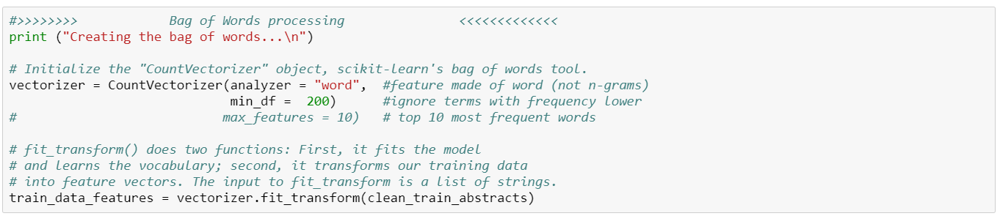 #>>>>>>>>            Bag of Words processing               <<<<<<<<<<<<<
print ("Creating the bag of words...\n")
# Initialize the "CountVectorizer" object, scikit-learn's bag of words tool.
vectorizer = CountVectorizer(analyzer = "word",  #feature made of word (not n-grams)
                             min_df =  200)      #ignore terms with frequency lower
#                           max_features = 10)   # top 10 most frequent words
# fit_transform() does two functions: First, it fits the model
# and learns the vocabulary; second, it transforms our training data
# into feature vectors. The input to fit_transform is a list of strings.
train_data_features = vectorizer.fit_transform(clean_train_abstracts)